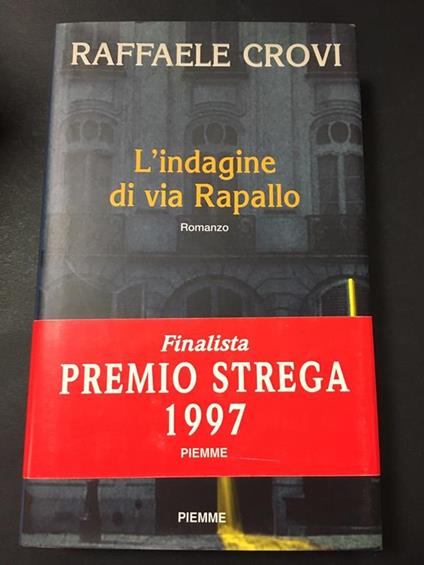 RAFFAELE CROVI
L'indagine
di via Rapallo
Romanzo
Finalista
PREMIO STREGA
1997
PIEMME
PIEMME